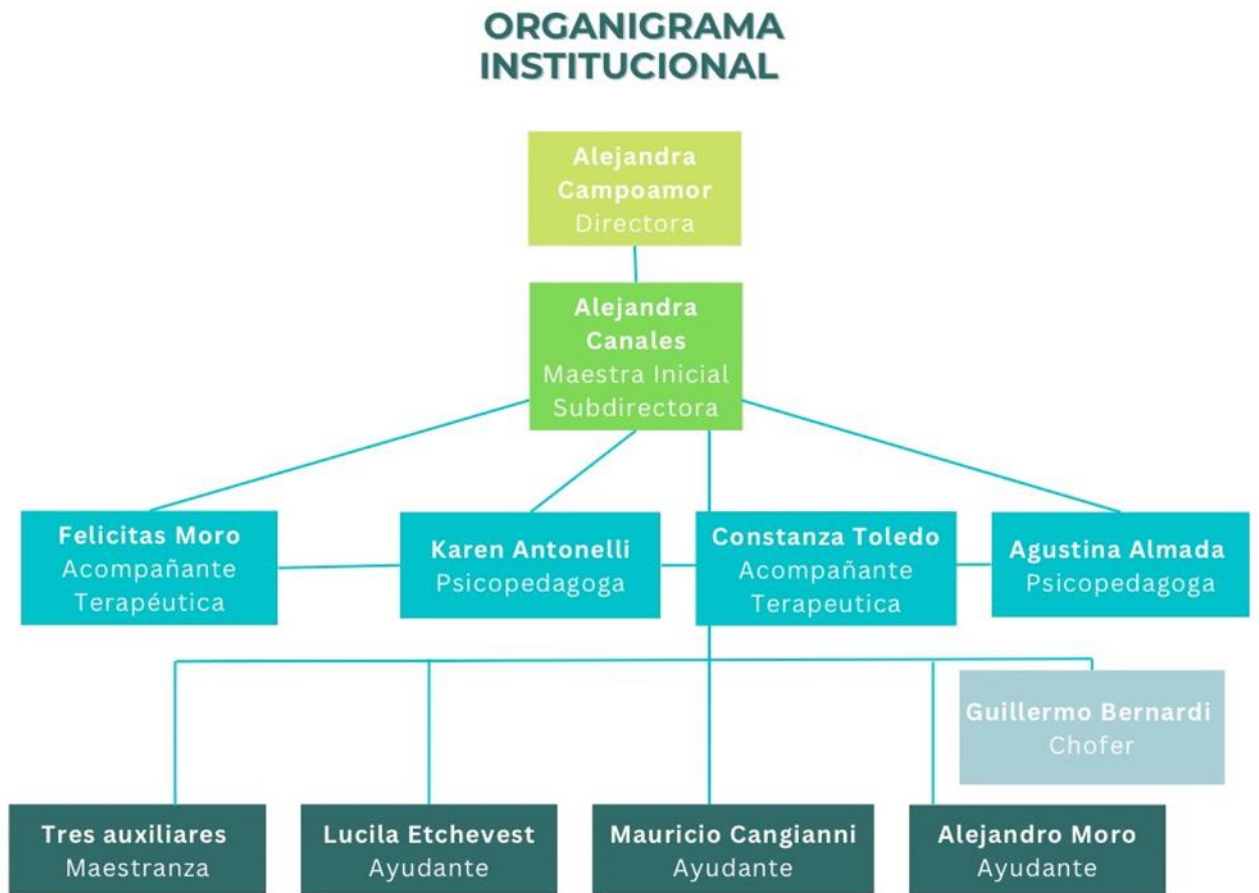 ORGANIGRAMA
INSTITUCIONAL
Alejandra
Campoamor
Directora
Alejandra
Canales
Maestra Inicial
Subdirectora
Felicitas Moro
Acompañante
Terapéutica
Karen Antonelli
Psicopedagoga
Constanza Toledo
Acompañante
Terapeutica
Agustina Almada
Psicopedagoga
Guillermo Bernardi
Chofer
Tres auxiliares
Maestranza
Lucila Etchevest
Ayudante
Mauricio Cangianni
Ayudante
Alejandro Moro
Ayudante